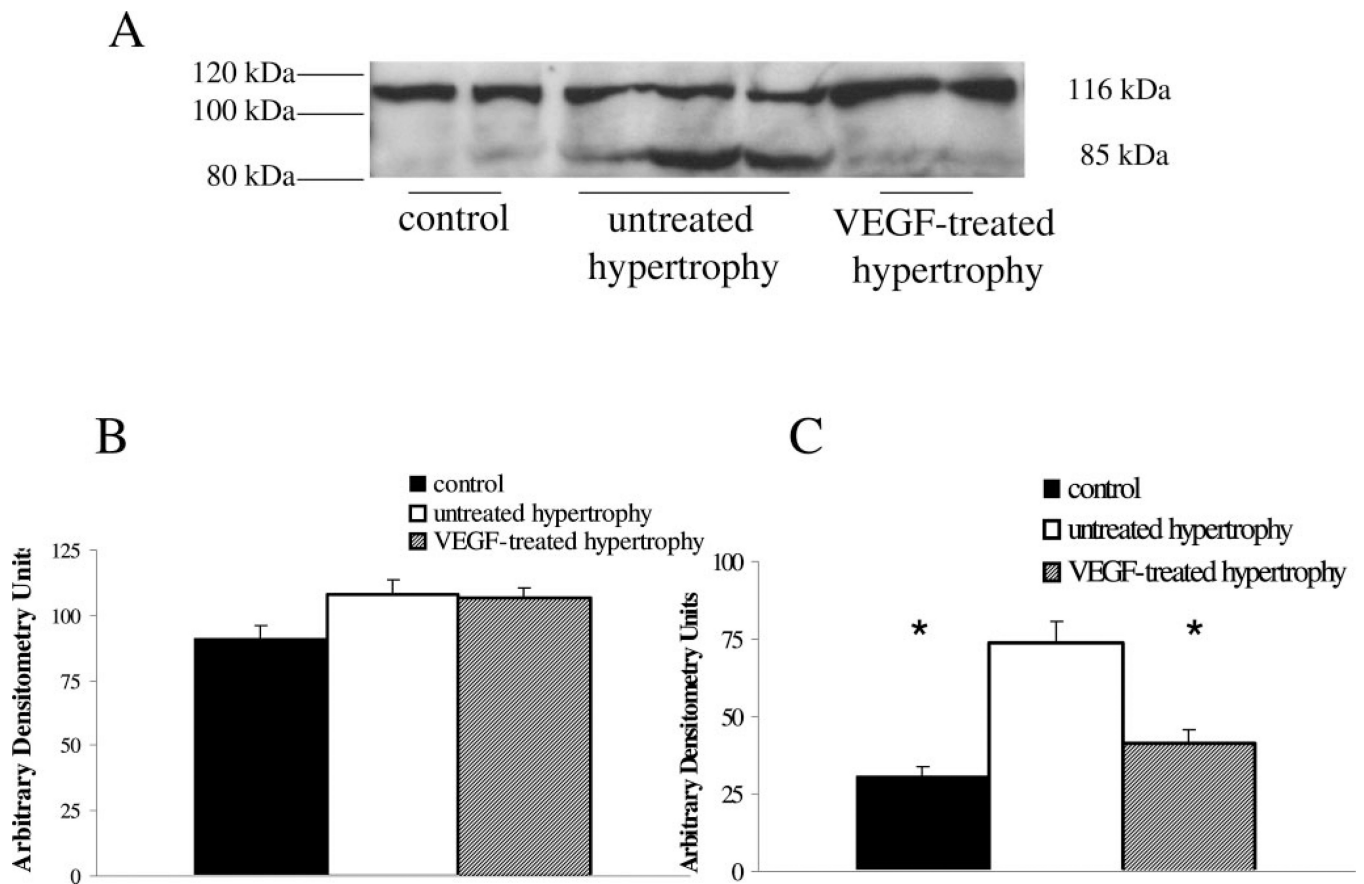 A
120 kDa
100 kDa
80 kDa
116 kDa
85 kDa
control
untreated
hypertrophy
VEGF-treated
hypertrophy
B
control
untreated hypertrophy
VEGF-treated hypertrophy
Arbitrary Densitometry Units
125
100
75
50
25
0
C
control
untreated hypertrophy
VEGF-treated hypertrophy
Arbitrary Densitometry Units
100
75
50
25
0
*
*